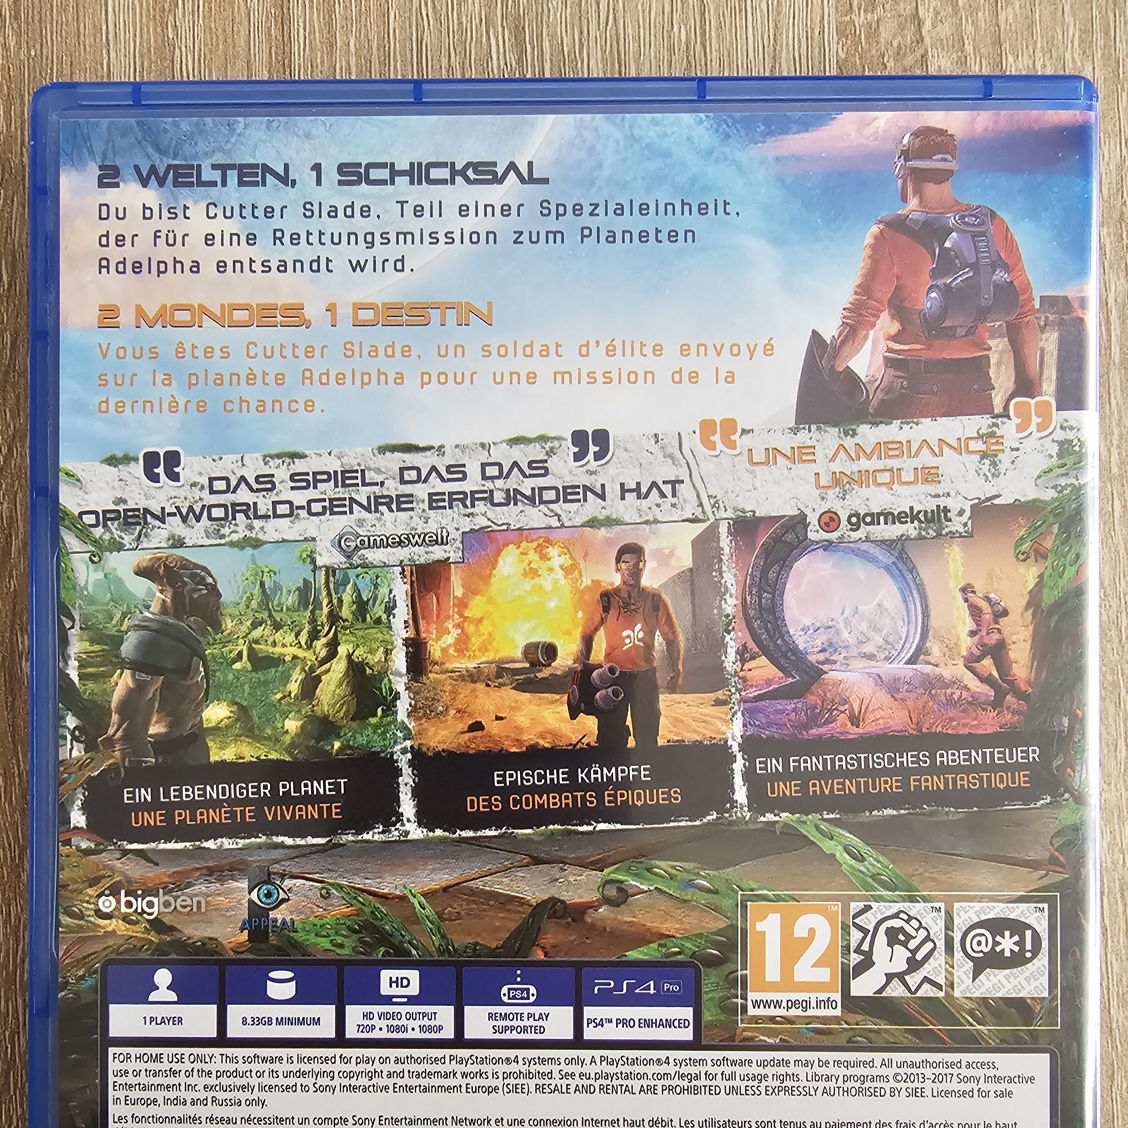 2 WELTEN, 1 SCHICKSAL
Du bist Cutter Slade, Teil einer Spezialeinheit,
der für eine Rettungsmission zum Planeten
Adelpha entsandt wird.
2 MONDES, 1 DESTIN
Vous êtes Cutter Slade, un soldat d'élite envoyé
sur la planète Adelpha pour une mission de la
dernière chance.
"DAS SPIEL, DAS DAS
OPEN-WORLD-GENRE ERFUNDEN HAT"
Gameswelt
"UNE AMBIANCE
UNIQUE"
gamekult
EIN LEBENDIGER PLANET
UNE PLANÈTE VIVANTE
EPISCHE KÄMPFE
DES COMBATS ÉPIQUES
EIN FANTASTISCHES ABENTEUER
UNE AVENTURE FANTASTIQUE
bigben
APPEAL
12™
www.pegi.info
™
@*!
™
1 PLAYER
8.33GB MINIMUM
HD
HD VIDEO OUTPUT
720P • 1080i • 1080P
PS4
REMOTE PLAY
SUPPORTED
PS4 Pro
PS4™ PRO ENHANCED
FOR HOME USE ONLY: This software is licensed for play on authorised PlayStation®4 systems only. A PlayStation®4 system software update may be required. All unauthorised access,
use or transfer of the product or its underlying copyright and trademark works is prohibited. See eu.playstation.com/legal for full usage rights. Library programs ©2013–2017 Sony Interactive
Entertainment Inc. exclusively licensed to Sony Interactive Entertainment Europe (SIEE). RESALE AND RENTAL ARE PROHIBITED UNLESS EXPRESSLY AUTHORISED BY SIEE. Licensed for sale
in Europe, India and Russia only.
Les fonctionnalités réseau nécessitent un compte Sony Entertainment Network et une connexion Internet haut débit. Les utilisateurs sont tenus au paiement des frais d'accès pour le haut